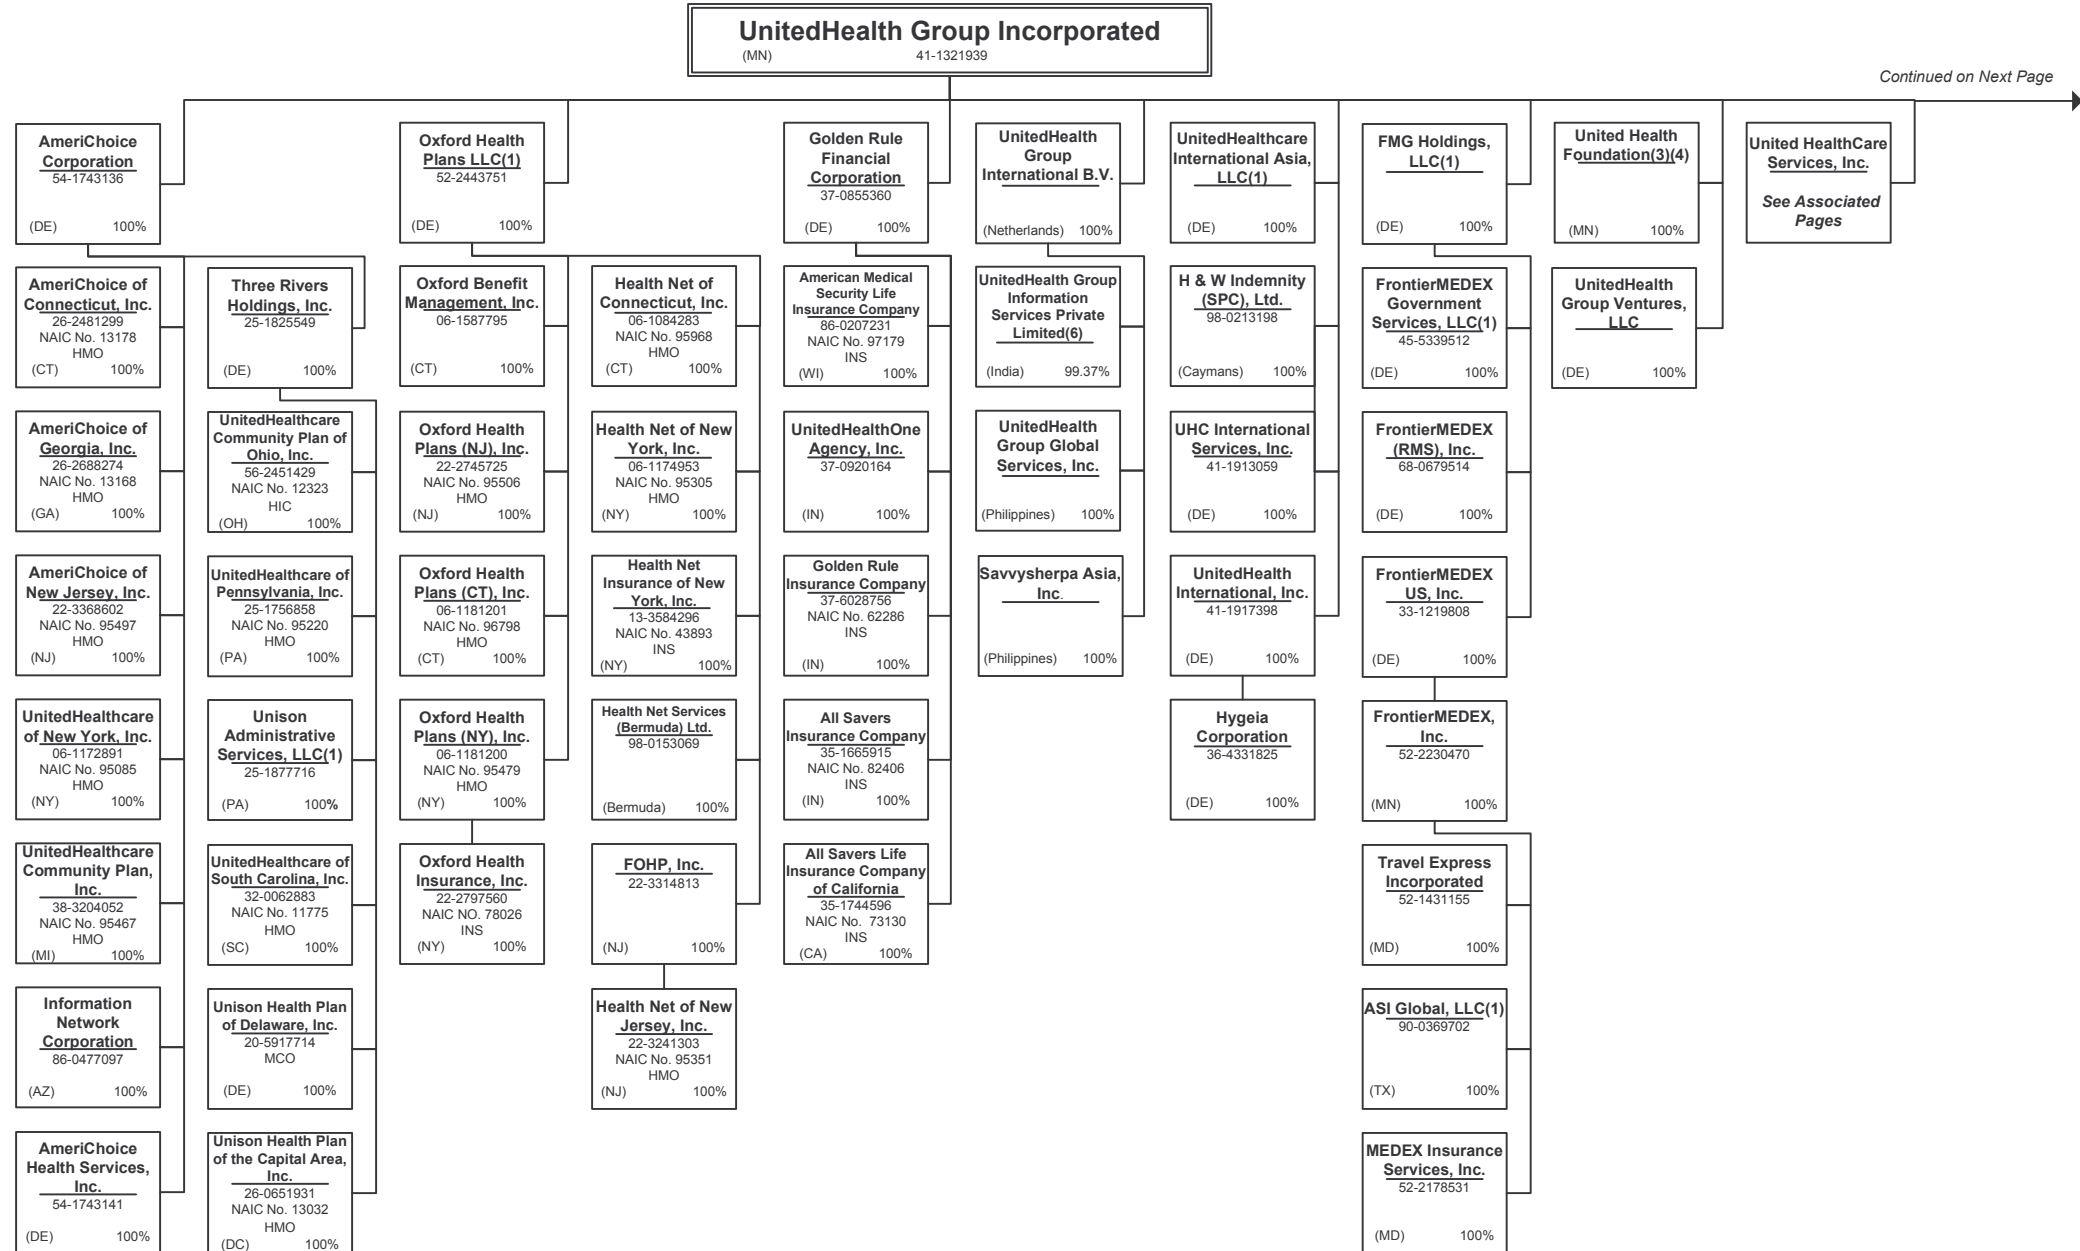 UnitedHealth Group Incorporated
(MN) 41-1321939
Continued on Next Page
AmeriChoice
Corporation
54-1743136
(DE) 100%
AmeriChoice of
Connecticut, Inc.
26-2481299
NAIC No. 13178
HMO
(CT) 100%
AmeriChoice of
Georgia, Inc.
26-2688274
NAIC No. 13168
HMO
(GA) 100%
AmeriChoice of
New Jersey, Inc.
22-3368602
NAIC No. 95497
HMO
(NJ) 100%
UnitedHealthcare
of New York, Inc.
06-1172891
NAIC No. 95085
HMO
(NY) 100%
UnitedHealthcare
Community Plan,
Inc.
38-3204052
NAIC No. 95467
HMO
(MI) 100%
Information
Network
Corporation
86-0477097
(AZ) 100%
AmeriChoice
Health Services,
Inc.
54-1743141
(DE) 100%
Three Rivers
Holdings, Inc.
25-1825549
(DE) 100%
UnitedHealthcare
Community Plan of
Ohio, Inc.
56-2451429
NAIC No. 12323
HIC
(OH) 100%
UnitedHealthcare of
Pennsylvania, Inc.
25-1756858
NAIC No. 95220
HMO
(PA) 100%
Unison
Administrative
Services, LLC(1)
25-1877716
(PA) 100%
UnitedHealthcare of
South Carolina, Inc.
32-0062883
NAIC No. 11775
HMO
(SC) 100%
Unison Health Plan
of Delaware, Inc.
20-5917714
MCO
(DE) 100%
Unison Health Plan
of the Capital Area,
Inc.
26-0651931
NAIC No. 13032
HMO
(DC) 100%
Oxford Health
Plans LLC(1)
52-2443751
(DE) 100%
Oxford Benefit
Management, Inc.
06-1587795
(CT) 100%
Oxford Health
Plans (NJ), Inc.
22-2745725
NAIC No. 95506
HMO
(NJ) 100%
Oxford Health
Plans (CT), Inc.
06-1181201
NAIC No. 96798
HMO
(CT) 100%
Oxford Health
Plans (NY), Inc.
06-1181200
NAIC No. 95479
HMO
(NY) 100%
Oxford Health
Insurance, Inc.
22-2797560
NAIC NO. 78026
INS
(NY) 100%
Health Net of
Connecticut, Inc.
06-1084283
NAIC No. 95968
HMO
(CT) 100%
Health Net of New
York, Inc.
06-1174953
NAIC No. 95305
HMO
(NY) 100%
Health Net
Insurance of New
York, Inc.
13-3584296
NAIC No. 43893
INS
(NY) 100%
Health Net Services
(Bermuda) Ltd.
98-0153069
(Bermuda) 100%
FOHP, Inc.
22-3314813
(NJ) 100%
Health Net of New
Jersey, Inc.
22-3241303
NAIC No. 95351
HMO
(NJ) 100%
Golden Rule
Financial
Corporation
37-0855360
(DE) 100%
American Medical
Security Life
Insurance Company
86-0207231
NAIC No. 97179
INS
(WI) 100%
UnitedHealthOne
Agency, Inc.
37-0920164
(IN) 100%
Golden Rule
Insurance Company
37-6028756
NAIC No. 62286
INS
(IN) 100%
All Savers
Insurance Company
35-1665915
NAIC No. 82406
INS
(IN) 100%
All Savers Life
Insurance Company
of California
35-1744596
NAIC No. 73130
INS
(CA) 100%
UnitedHealth
Group
International B.V.
(Netherlands) 100%
UnitedHealth Group
Information
Services Private
Limited(6)
(India) 99.37%
UnitedHealth
Group Global
Services, Inc.
(Philippines) 100%
Savvysherpa Asia,
Inc.
(Philippines) 100%
UnitedHealthcare
International Asia,
LLC(1)
(DE) 100%
H & W Indemnity
(SPC), Ltd.
98-0213198
(Caymans) 100%
UHC International
Services, Inc.
41-1913059
(DE) 100%
UnitedHealth
International, Inc.
41-1917398
(DE) 100%
Hygeia
Corporation
36-4331825
(DE) 100%
FMG Holdings,
LLC(1)
(DE) 100%
FrontierMEDEX
Government
Services, LLC(1)
45-5339512
(DE) 100%
FrontierMEDEX
(RMS), Inc.
68-0679514
(DE) 100%
FrontierMEDEX
US, Inc.
33-1219808
(DE) 100%
FrontierMEDEX,
Inc.
52-2230470
(MN) 100%
Travel Express
Incorporated
52-1431155
(MD) 100%
ASI Global, LLC(1)
90-0369702
(TX) 100%
MEDEX Insurance
Services, Inc.
52-2178531
(MD) 100%
United Health
Foundation(3)(4)
(MN) 100%
UnitedHealth
Group Ventures,
LLC
(DE) 100%
United HealthCare
Services, Inc.
See Associated
Pages